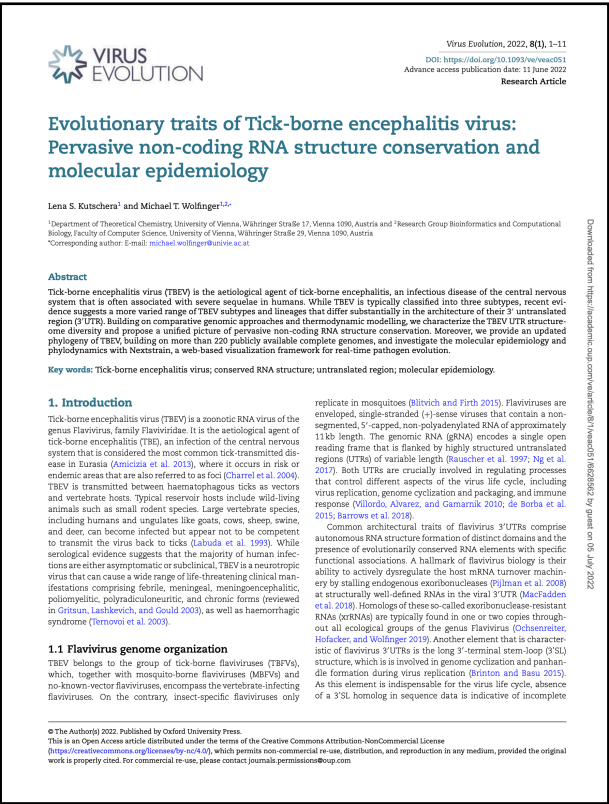 VIRUS
EVOLUTION
Virus Evolution, 2022, 8(1), 1–11
DOI: https://doi.org/10.1093/ve/veac051
Advance access publication date: 11 June 2022
Research Article
Evolutionary traits of Tick-borne encephalitis virus:
Pervasive non-coding RNA structure conservation and
molecular epidemiology
Lena S. Kutschera1 and Michael T. Wolfinger1,2,*
1Department of Theoretical Chemistry, University of Vienna, Währinger Straße 17, Vienna 1090, Austria and 2Research Group Bioinformatics and Computational
Biology, Faculty of Computer Science, University of Vienna, Währinger Straße 29, Vienna 1090, Austria
*Corresponding author: E-mail: michael.wolfinger@univie.ac.at
Abstract
Tick-borne encephalitis virus (TBEV) is the aetiological agent of tick-borne encephalitis, an infectious disease of the central nervous
system that is often associated with severe sequelae in humans. While TBEV is typically classified into three subtypes, recent evi-
dence suggests a more varied range of TBEV subtypes and lineages that differ substantially in the architecture of their 3′ untranslated
region (3′UTR). Building on comparative genomic approaches and thermodynamic modelling, we characterize the TBEV UTR structure-
ome diversity and propose a unified picture of pervasive non-coding RNA structure conservation. Moreover, we provide an updated
phylogeny of TBEV, building on more than 220 publicly available complete genomes, and investigate the molecular epidemiology and
phylodynamics with Nextstrain, a web-based visualization framework for real-time pathogen evolution.
Key words: Tick-borne encephalitis virus; conserved RNA structure; untranslated region; molecular epidemiology.
1. Introduction
Tick-borne encephalitis virus (TBEV) is a zoonotic RNA virus of the
genus Flavivirus, family Flaviviridae. It is the aetiological agent of
tick-borne encephalitis (TBE), an infection of the central nervous
system that is considered the most common tick-transmitted dis-
ease in Eurasia (Amicizia et al. 2013), where it occurs in risk or
endemic areas that are also referred to as foci (Charrel et al. 2004).
TBEV is transmitted between haematophagous ticks as vectors
and vertebrate hosts. Typical reservoir hosts include wild-living
animals such as small rodent species. Large vertebrate species,
including humans and ungulates like goats, cows, sheep, swine,
and deer, can become infected but appear not to be competent
to transmit the virus back to ticks (Labuda et al. 1993). While
serological evidence suggests that the majority of human infec-
tions are either asymptomatic or subclinical, TBEV is a neurotropic
virus that can cause a wide range of life-threatening clinical man-
ifestations comprising febrile, meningeal, meningoencephalitic,
poliomyelitic, polyradiculoneuritic, and chronic forms (reviewed
in Gritsun, Lashkevich, and Gould 2003), as well as haemorrhagic
syndrome (Ternovoi et al. 2003).
1.1 Flavivirus genome organization
TBEV belongs to the group of tick-borne flaviviruses (TBFVs),
which, together with mosquito-borne flaviviruses (MBFVs) and
no-known-vector flaviviruses, encompass the vertebrate-infecting
flaviviruses. On the contrary, insect-specific flaviviruses only
replicate in mosquitoes (Blitvich and Firth 2015). Flaviviruses are
enveloped, single-stranded (+)-sense viruses that contain a non-
segmented, 5′-capped, non-polyadenylated RNA of approximately
11 kb length. The genomic RNA (gRNA) encodes a single open
reading frame that is flanked by highly structured untranslated
regions (UTRs) of variable length (Rauscher et al. 1997; Ng et al.
2017). Both UTRs are crucially involved in regulating processes
that control different aspects of the virus life cycle, including
virus replication, genome cyclization and packaging, and immune
response (Villordo, Alvarez, and Gamarnik 2010; de Borba et al.
2015; Barrows et al. 2018).
Common architectural traits of flavivirus 3′UTRs comprise
autonomous RNA structure formation of distinct domains and the
presence of evolutionarily conserved RNA elements with specific
functional associations. A hallmark of flavivirus biology is their
ability to actively dysregulate the host mRNA turnover machin-
ery by stalling endogenous exoribonucleases (Pijlman et al. 2008)
at structurally well-defined RNAs in the viral 3′UTR (MacFadden
et al. 2018). Homologs of these so-called exoribonuclease-resistant
RNAs (xrRNAs) are typically found in one or two copies through-
out all ecological groups of the genus Flavivirus (Ochsenreiter,
Hofacker, and Wolfinger 2019). Another element that is character-
istic of flavivirus 3′UTRs is the long 3′-terminal stem-loop (3′SL)
structure, which is is involved in genome cyclization and panhan-
dle formation during virus replication (Brinton and Basu 2015).
As this element is indispensable for the virus life cycle, absence
of a 3′SL homolog in sequence data is indicative of incomplete
© The Author(s) 2022. Published by Oxford University Press.
This is an Open Access article distributed under the terms of the Creative Commons Attribution-NonCommercial License
(https://creativecommons.org/licenses/by-nc/4.0/), which permits non-commercial re-use, distribution, and reproduction in any medium, provided the original
work is properly cited. For commercial re-use, please contact journals.permissions@oup.com
Downloaded from https://academic.oup.com/ve/article/8/1/veac051/6628562 by guest on 05 July 2022